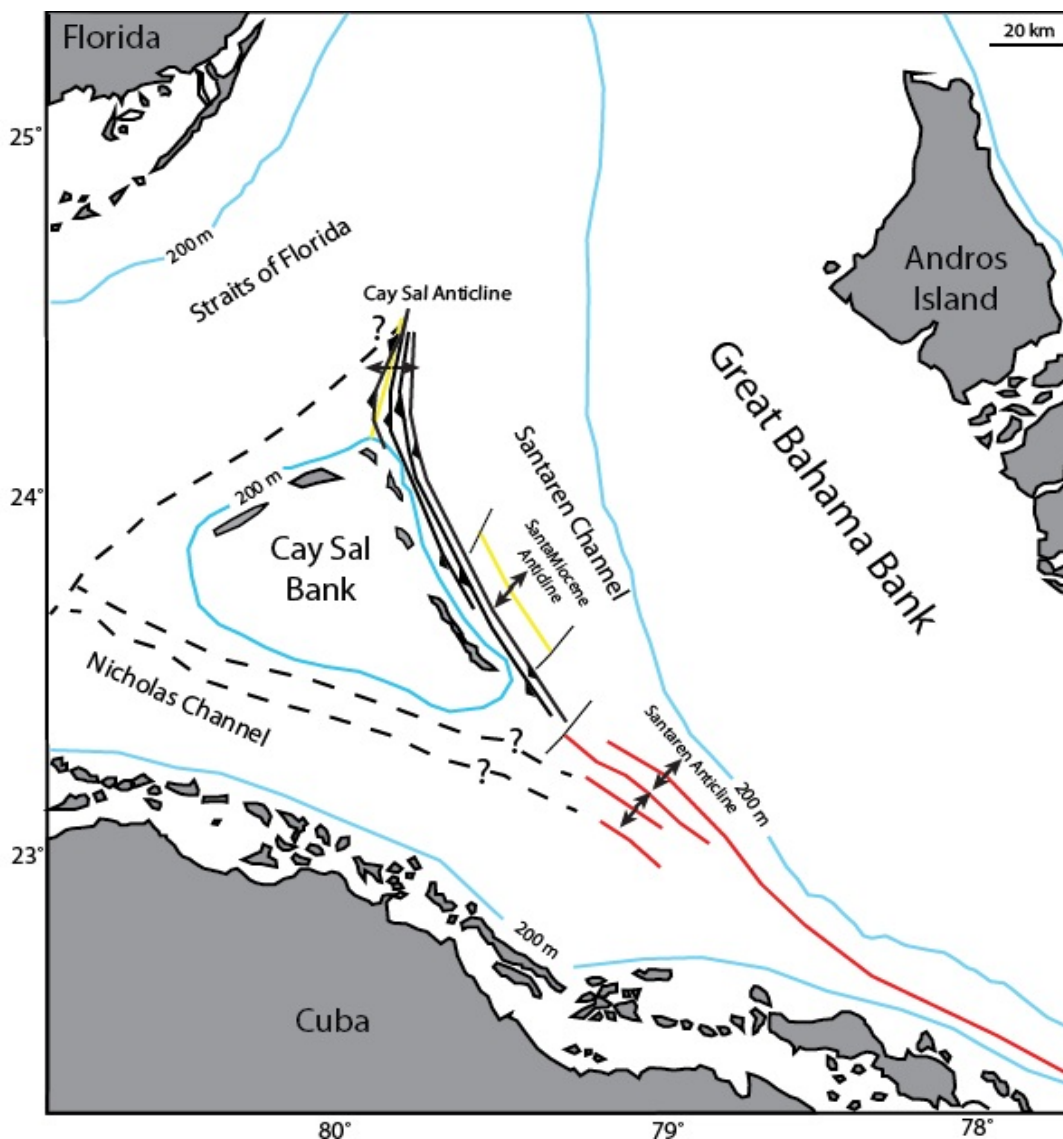 Florida
20 km
25°
200 m
Straits of Florida
Andros
Island
Cay Sal Anticline
?
Great Bahama Bank
Santaren Channel
24°
200 m
SantaMiocene
Anticline
Cay Sal
Bank
Nicholas Channel
?
?
Santaren Anticline
200 m
23°
200 m
Cuba
80°
79°
78°